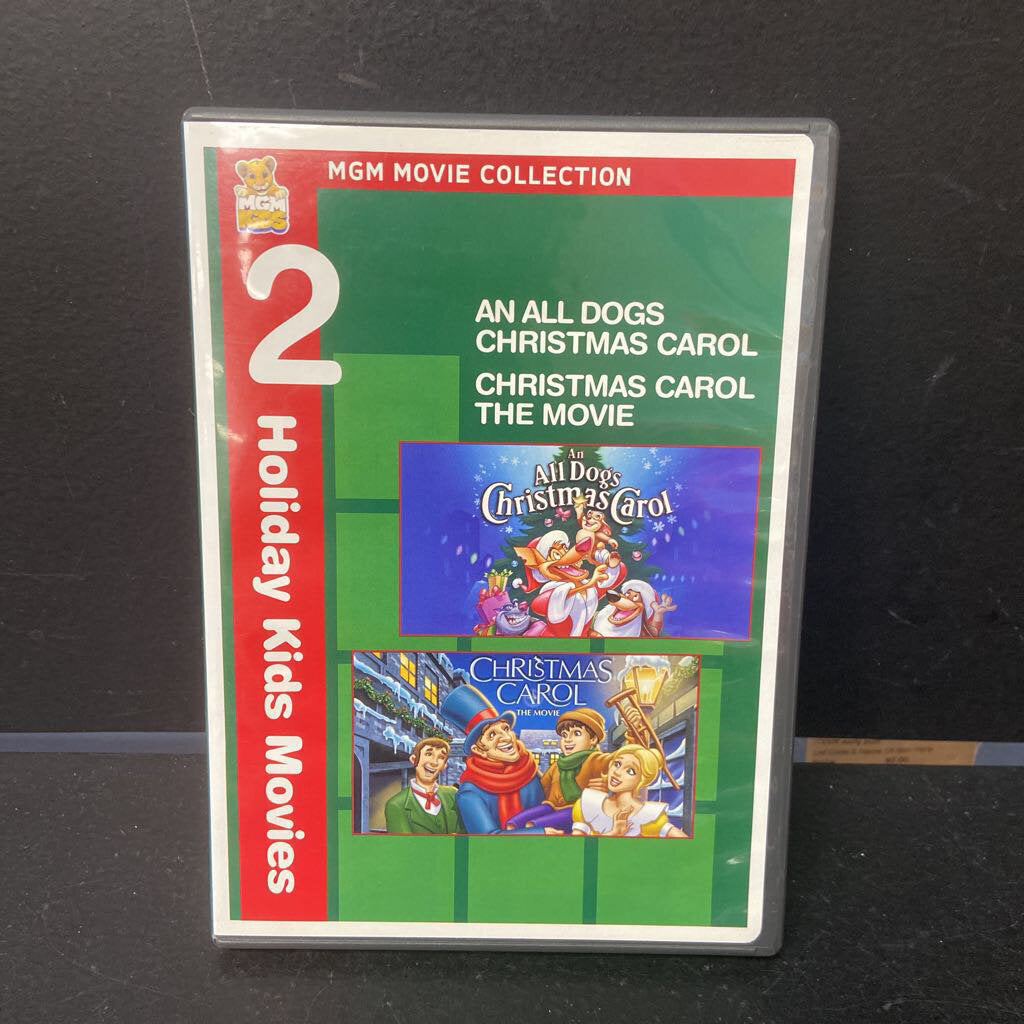 MGM MOVIE COLLECTION
MGM
KIDS
2
Holiday Kids Movies
AN ALL DOGS
CHRISTMAS CAROL
CHRISTMAS CAROL
THE MOVIE
An
All Dogs
Christmas Carol
CHRISTMAS
CAROL
THE MOVIE